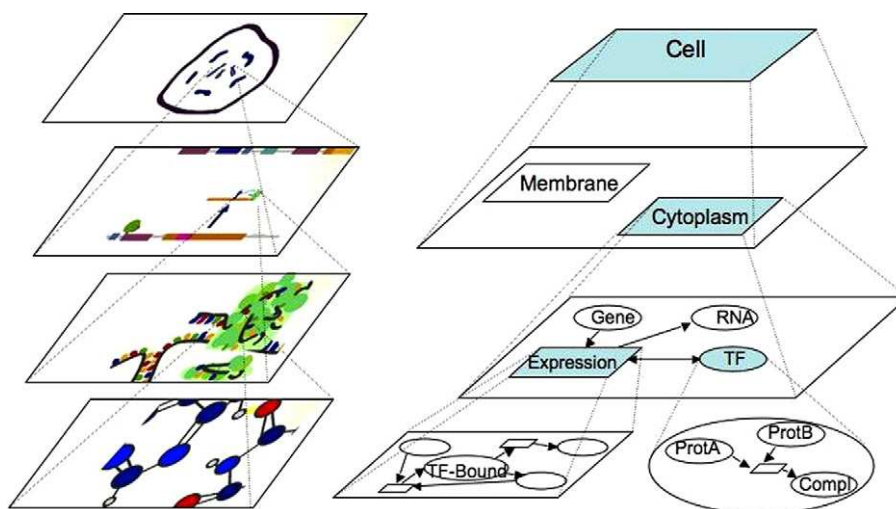 Cell
Membrane
Cytoplasm
Gene
RNA
Expression
TF
TF-Bound
ProtA
ProtB
Compl